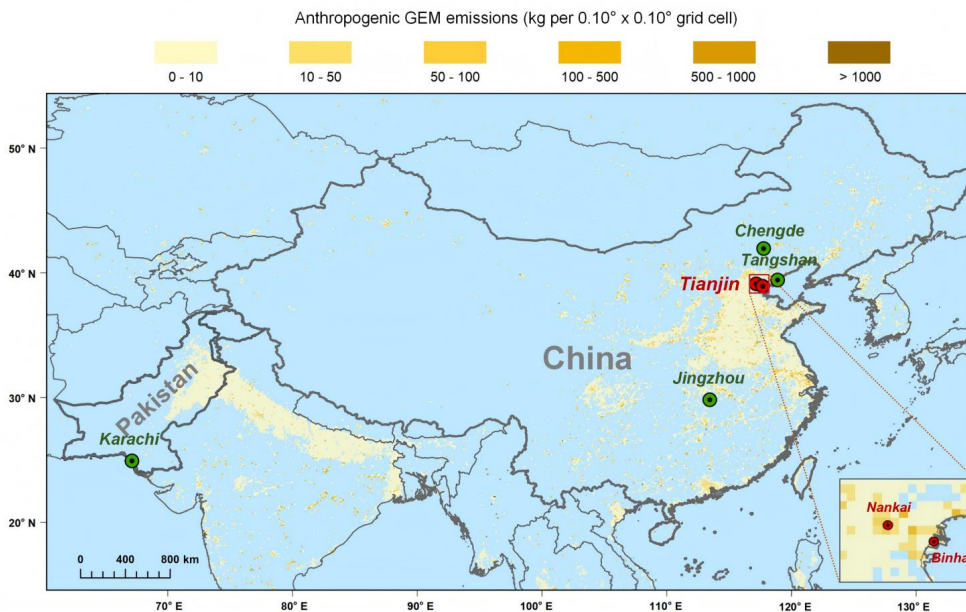 Anthropogenic GEM emissions (kg per 0.10° x 0.10° grid cell)
0 - 10
10 - 50
50 - 100
100 - 500
500 - 1000
> 1000
50° N
40° N
30° N
20° N
Chengde
Tangshan
Tianjin
China
Jingzhou
Pakistan
Karachi
Nankai
Binha
0 400 800 km
70° E
80° E
90° E
100° E
110° E
120° E
130° E